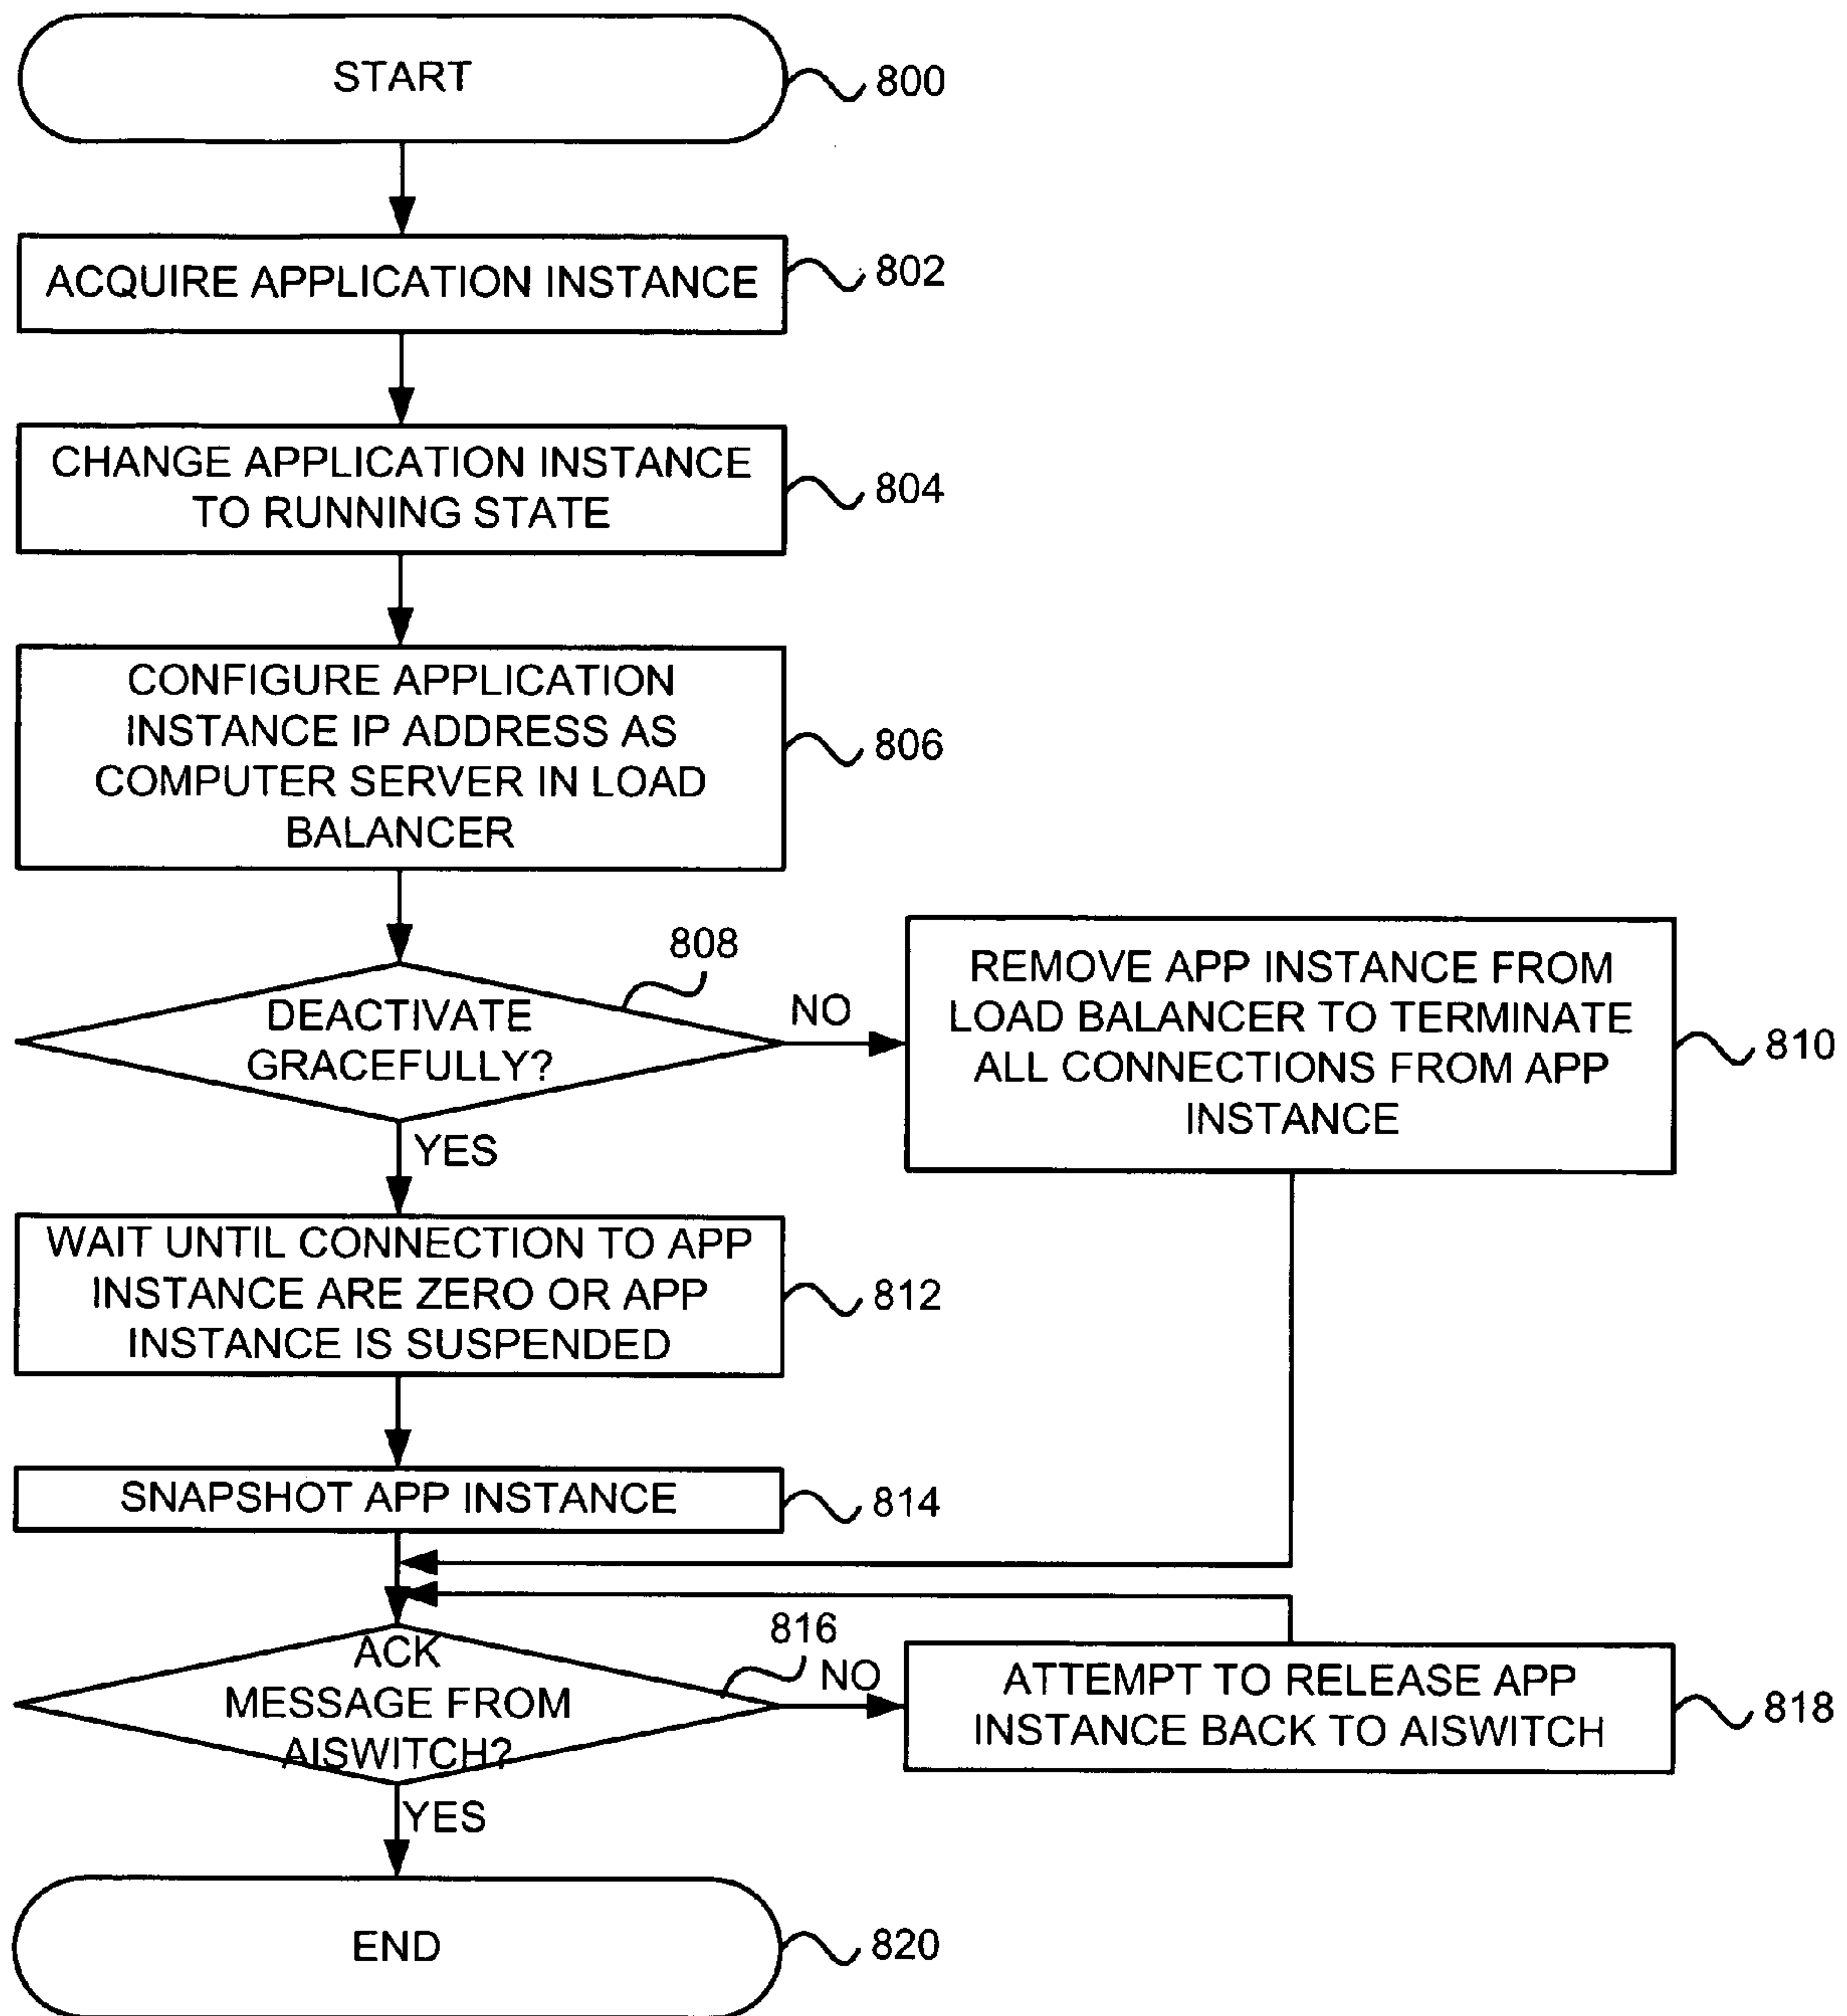 START
800
ACQUIRE APPLICATION INSTANCE
802
CHANGE APPLICATION INSTANCE
TO RUNNING STATE
804
CONFIGURE APPLICATION
INSTANCE IP ADDRESS AS
COMPUTER SERVER IN LOAD
BALANCER
806
808
DEACTIVATE
GRACEFULLY?
NO
YES
REMOVE APP INSTANCE FROM
LOAD BALANCER TO TERMINATE
ALL CONNECTIONS FROM APP
INSTANCE
810
WAIT UNTIL CONNECTION TO APP
INSTANCE ARE ZERO OR APP
INSTANCE IS SUSPENDED
812
SNAPSHOT APP INSTANCE
814
816
ACK
MESSAGE FROM
AISWITCH?
NO
YES
ATTEMPT TO RELEASE APP
INSTANCE BACK TO AISWITCH
818
END
820